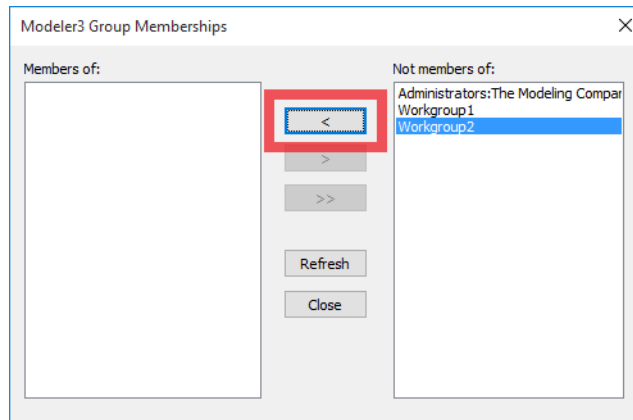 Modeler3 Group Memberships
Members of:
Not members of:
Administrators:The Modeling Compar
Workgroup1
Workgroup2
<
>
>>
Refresh
Close